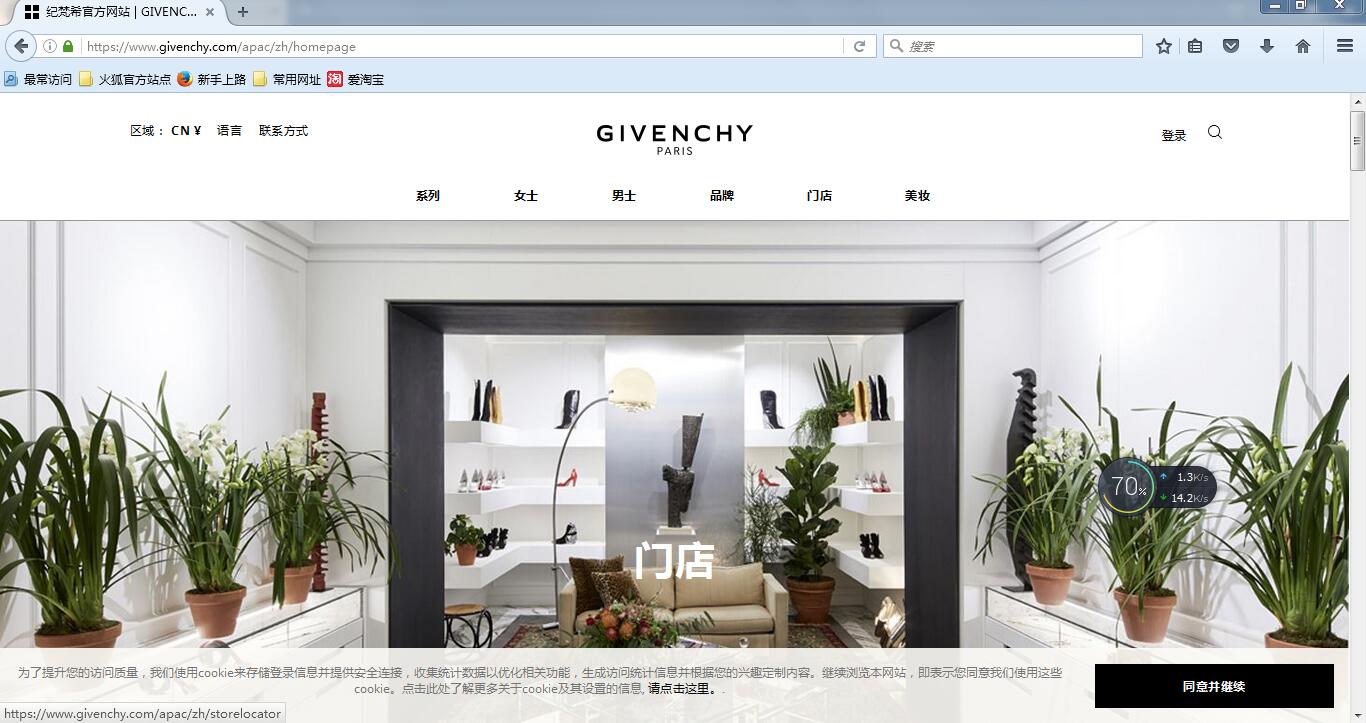 纪梵希官方网站 | GIVENC...
https://www.givenchy.com/apac/zh/homepage
搜索
最常访问 火狐官方站点 新手上路 常用网址 淘 爱淘宝
区域： CN ¥ 语言 联系方式
GIVENCHY
PARIS
登录
系列 女士 男士 品牌 门店 美妆
70% 1.3K/s
14.2K/s
门店
为了提升您的访问质量，我们使用cookie来存储登录信息并提供安全连接，收集统计数据以优化相关功能，生成访问统计信息并根据您的兴趣定制内容。继续浏览本网站，即表示您同意我们使用这些
cookie。点击此处了解更多关于cookie及其设置的信息, 请点击这里。.
同意并继续
https://www.givenchy.com/apac/zh/storelocator